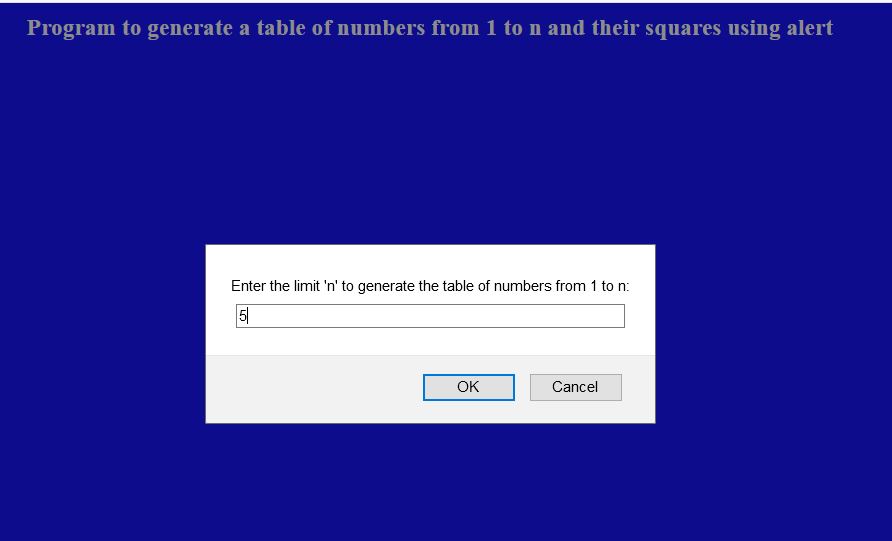 Program to generate a table of numbers from 1 to n and their squares using alert
Enter the limit 'n' to generate the table of numbers from 1 to n:
5
OK
Cancel